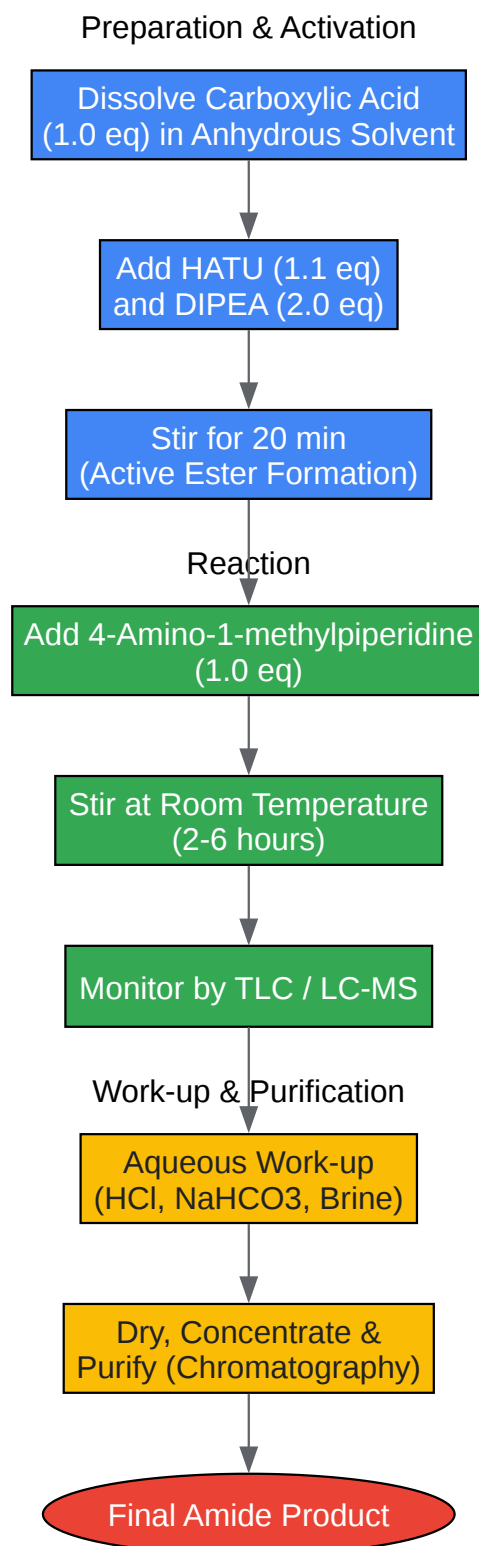 Preparation & Activation
Dissolve Carboxylic Acid
(1.0 eq) in Anhydrous Solvent
Add HATU (1.1 eq)
and DIPEA (2.0 eq)
Stir for 20 min
(Active Ester Formation)
Reaction
Add 4-Amino-1-methylpiperidine
(1.0 eq)
Stir at Room Temperature
(2-6 hours)
Monitor by TLC / LC-MS
Work-up & Purification
Aqueous Work-up
(HCl, NaHCO3, Brine)
Dry, Concentrate &
Purify (Chromatography)
Final Amide Product